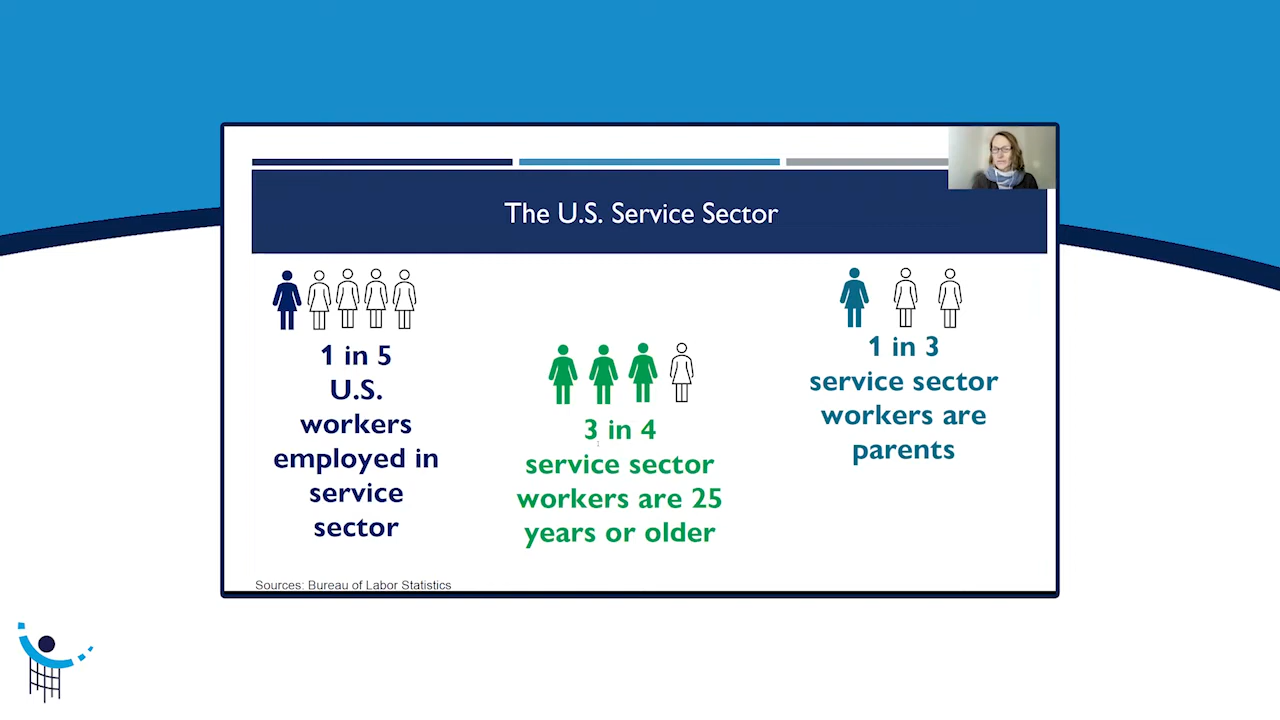 The U.S. Service Sector
1 in 5
U.S.
workers
employed in
service
sector
3 in 4
service sector
workers are 25
years or older
1 in 3
service sector
workers are
parents
Sources: Bureau of Labor Statistics